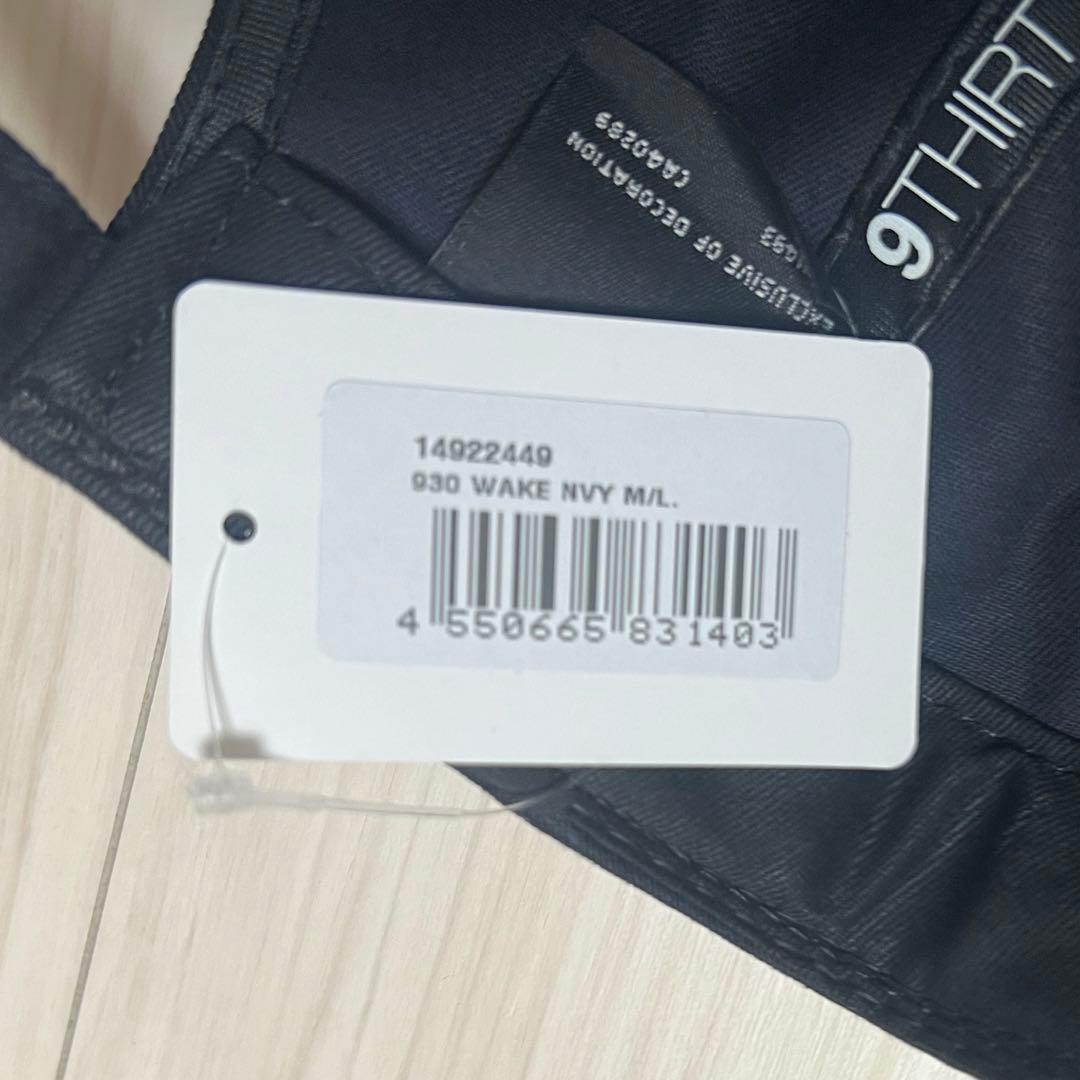 9THIRT
EXCLUSIVE OF DECORATION
CA40289
14922449
930 WAKE NVY M/L.
4 550665 831403